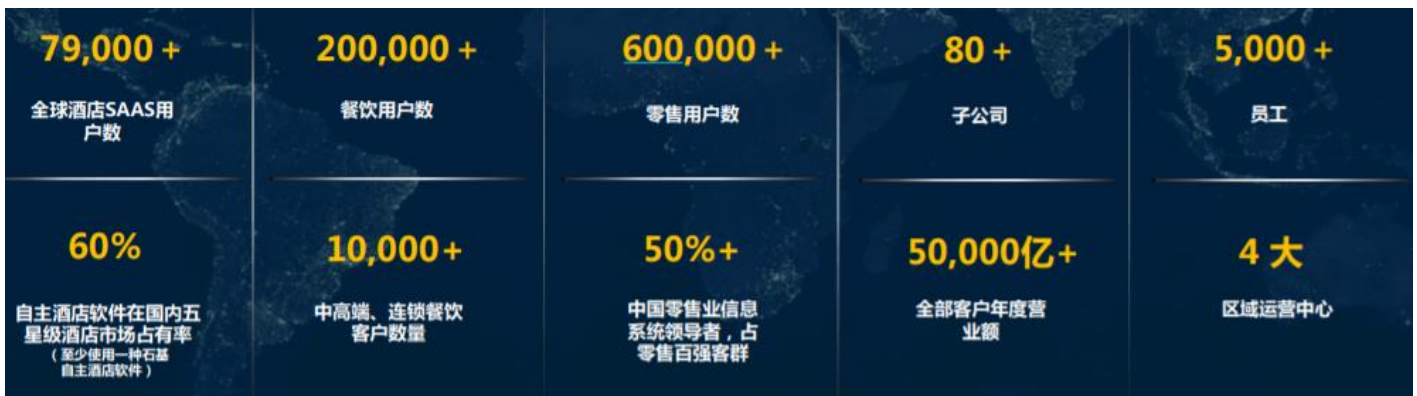 79,000 +
全球酒店SAAS用
户数
200,000 +
餐饮用户数
600,000 +
零售用户数
80 +
子公司
5,000 +
员工
60%
自主酒店软件在国内五
星级酒店市场占有率
（至少使用一种石基
自主酒店软件）
10,000+
中高端、连锁餐饮
客户数量
50%+
中国零售业信息
系统领导者，占
零售百强客群
50,000亿+
全部客户年度营
业额
4 大
区域运营中心